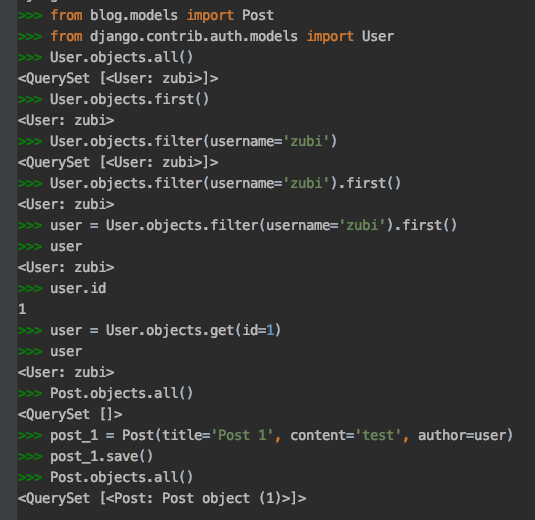 >>> from blog.models import Post
>>> from django.contrib.auth.models import User
>>> User.objects.all()
<QuerySet [<User: zubi>]>
>>> User.objects.first()
<User: zubi>
>>> User.objects.filter(username='zubi')
<QuerySet [<User: zubi>]>
>>> User.objects.filter(username='zubi').first()
<User: zubi>
>>> user = User.objects.filter(username='zubi').first()
>>> user
<User: zubi>
>>> user.id
1
>>> user = User.objects.get(id=1)
>>> user
<User: zubi>
>>> Post.objects.all()
<QuerySet []>
>>> post_1 = Post(title='Post 1', content='test', author=user)
>>> post_1.save()
>>> Post.objects.all()
<QuerySet [<Post: Post object (1)>]>